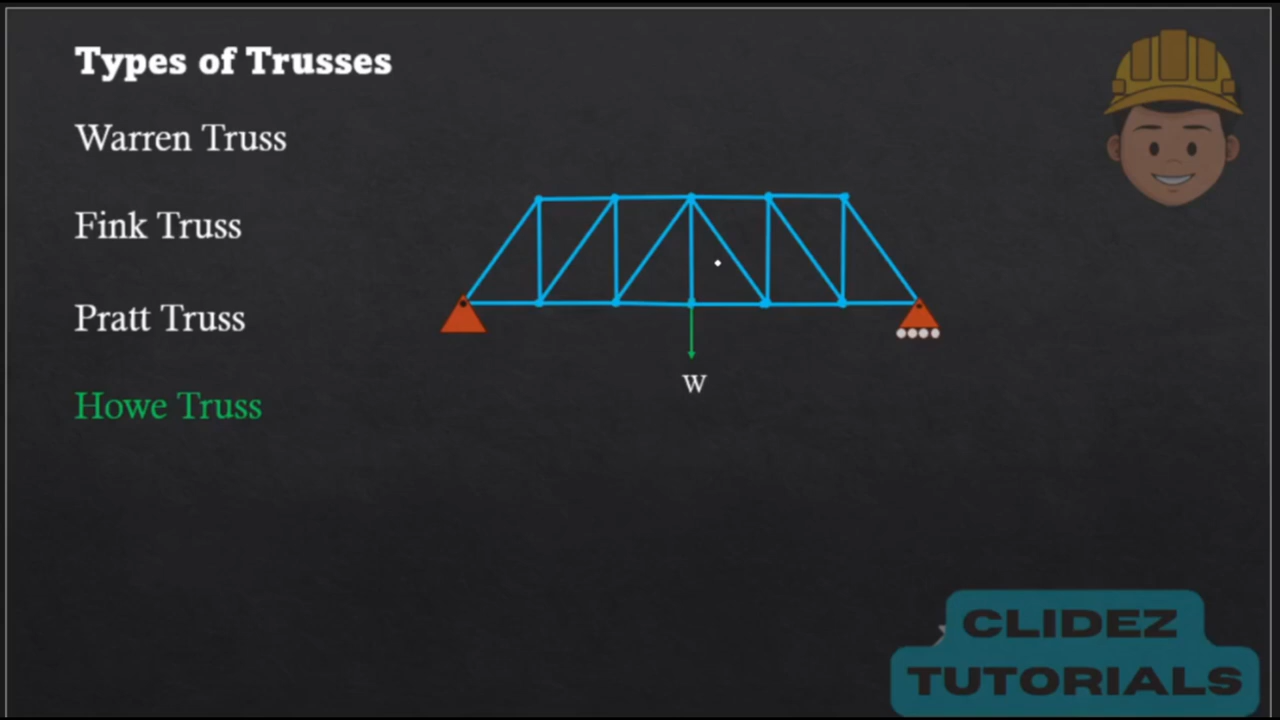 Types of Trusses
Warren Truss
Fink Truss
Pratt Truss
Howe Truss
W
CLIDEZ
TUTORIALS